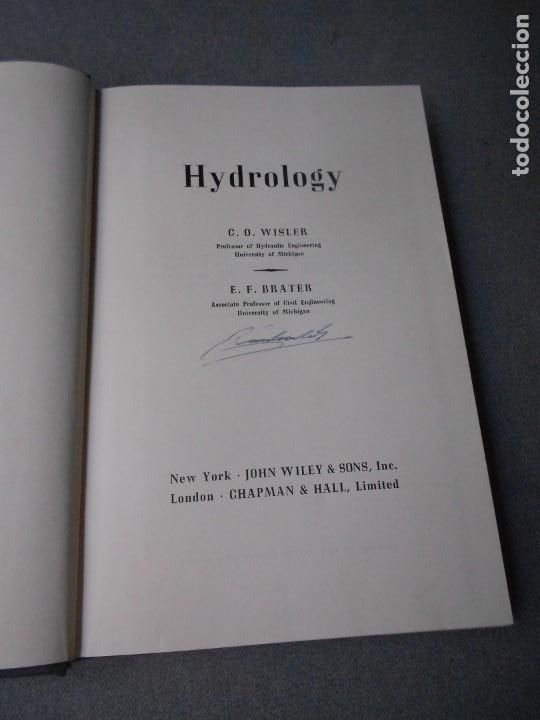 Hydrology
C. O. WISLER
Professor of Hydraulic Engineering
University of Michigan
E. F. BRATER
Associate Professor of Civil Engineering
University of Michigan
New York · JOHN WILEY & SONS, Inc.
London · CHAPMAN & HALL, Limited
todocoleccion